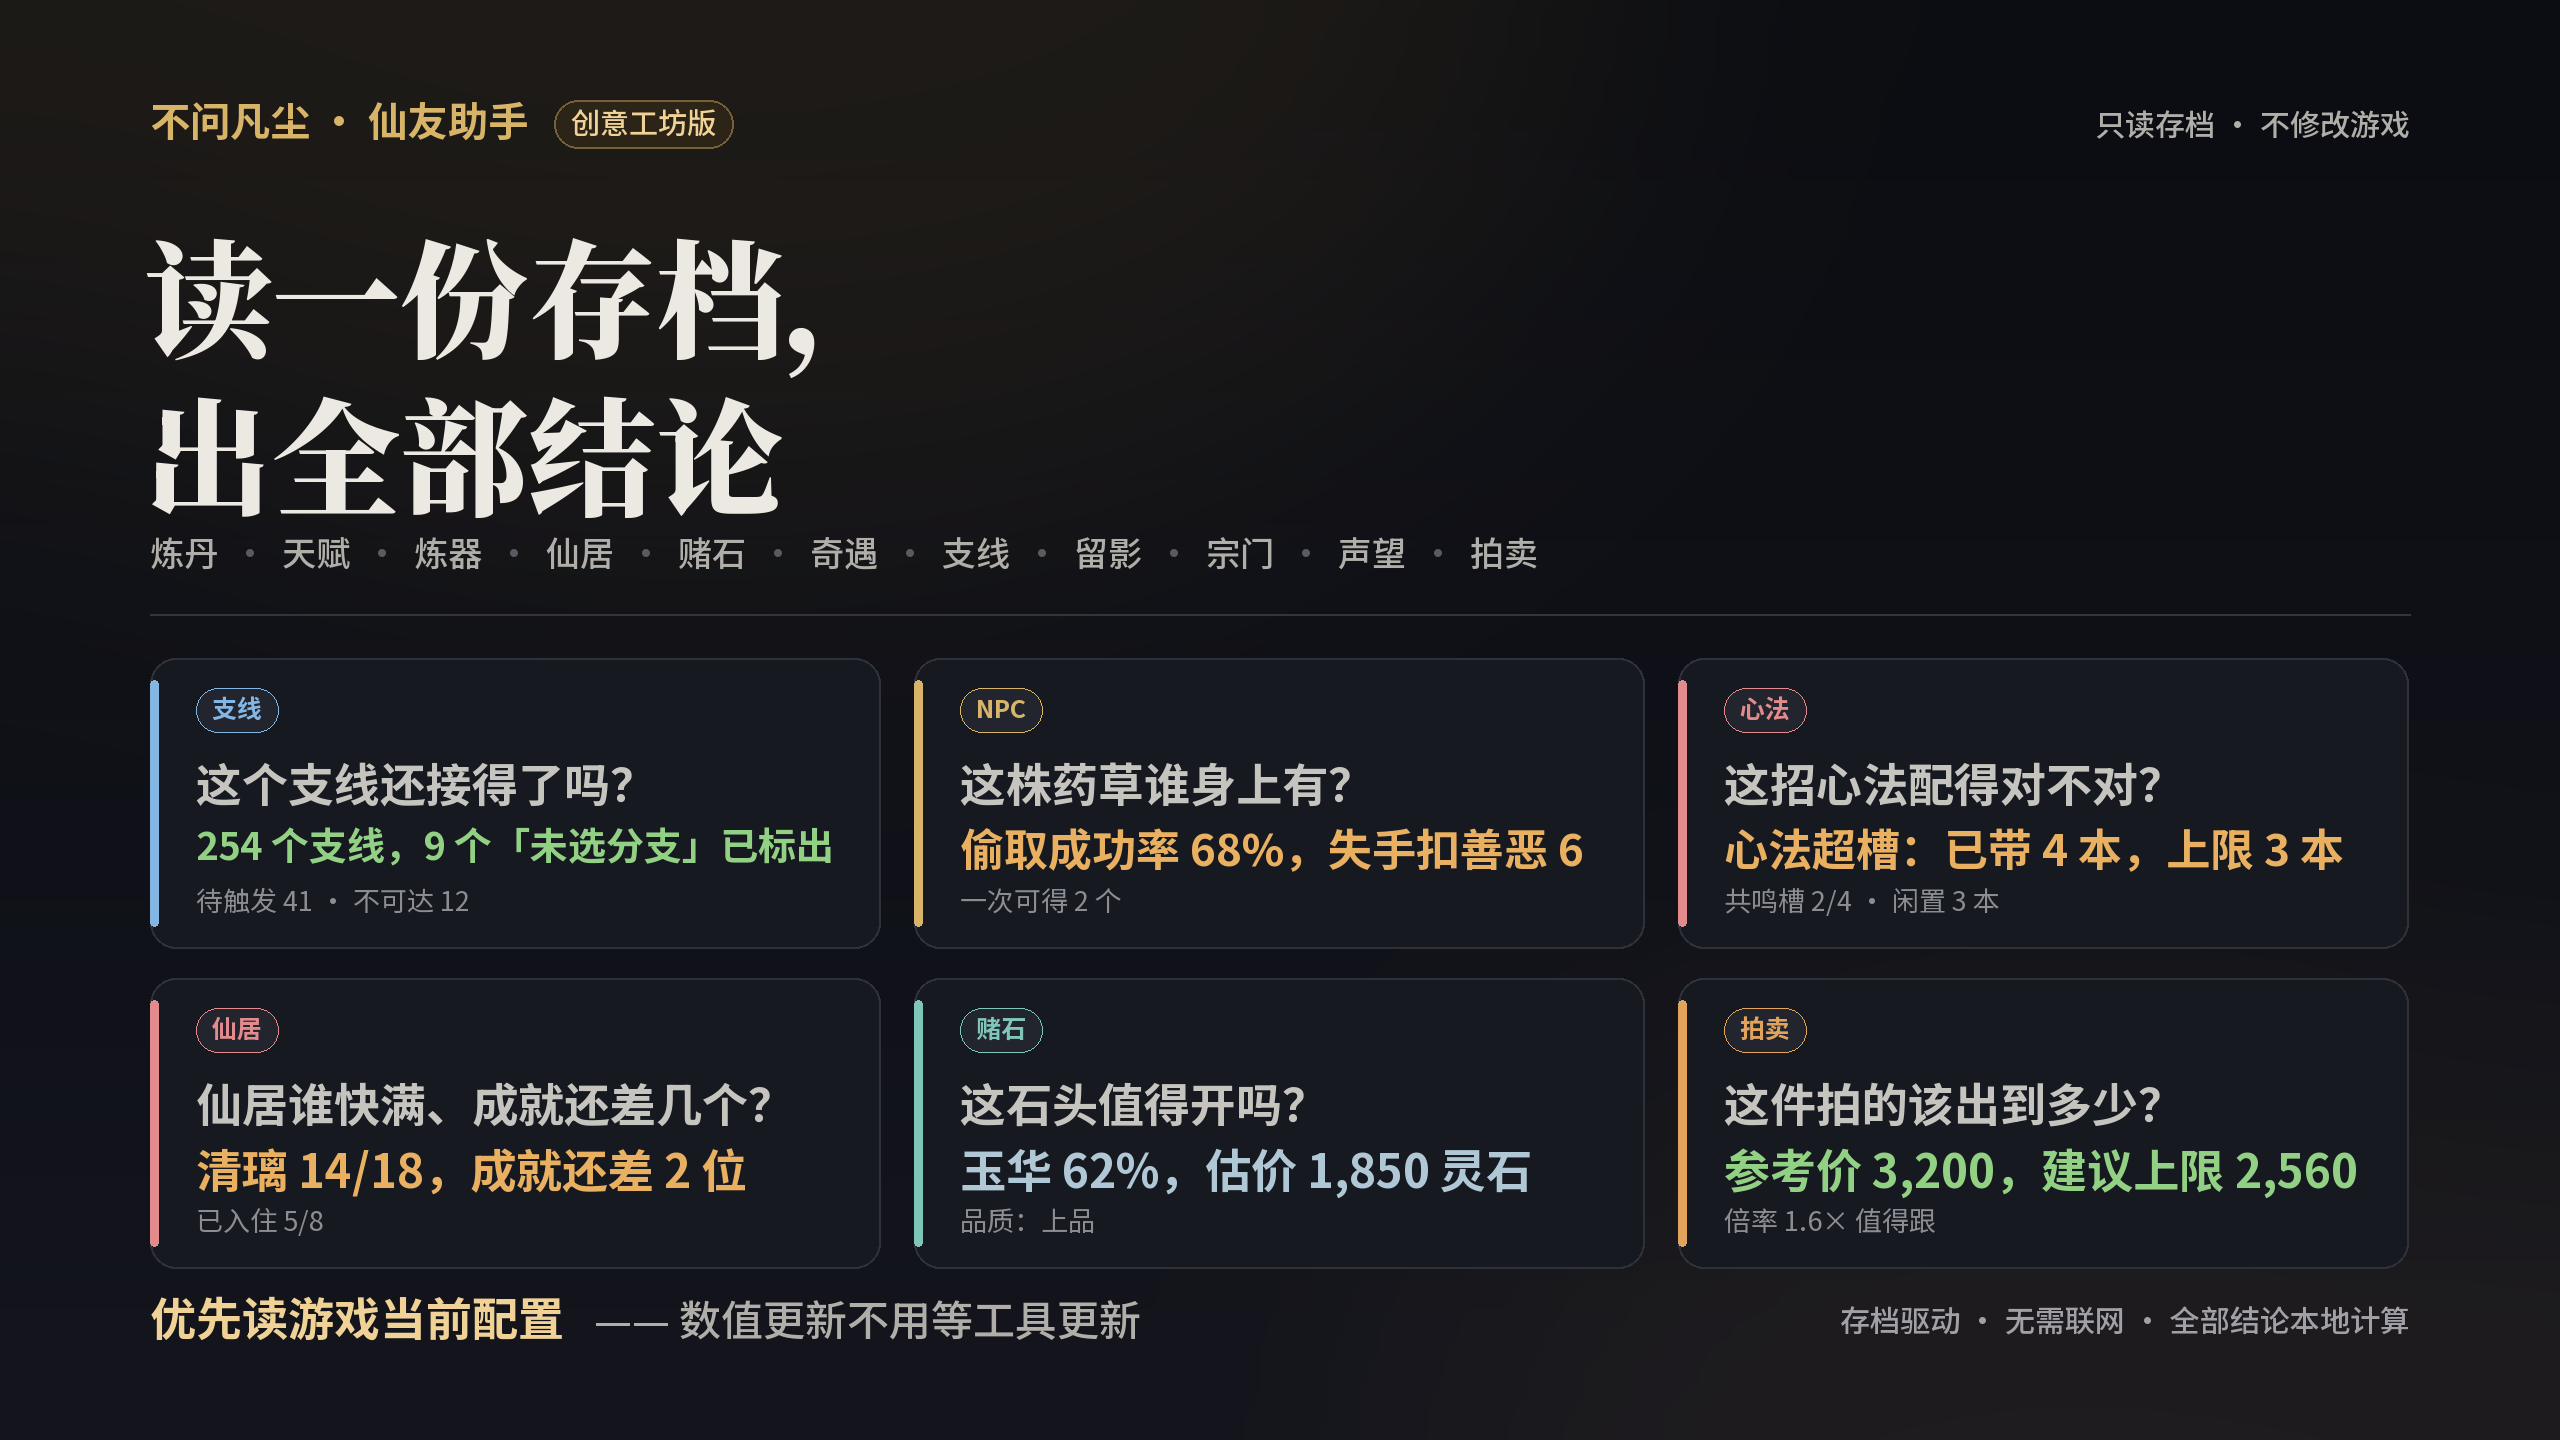 不问凡尘 · 仙友助手 创意工坊版
只读存档 · 不修改游戏
读一份存档,
出全部结论
炼丹 · 天赋 · 炼器 · 仙居 · 赌石 · 奇遇 · 支线 · 留影 · 宗门 · 声望 · 拍卖
支线
这个支线还接得了吗?
254 个支线，9 个「未选分支」已标出
待触发 41 · 不可达 12
NPC
这株药草谁身上有?
偷取成功率 68%，失手扣善恶 6
一次可得 2 个
心法
这招心法配得对不对?
心法超槽：已带 4 本，上限 3 本
共鸣槽 2/4 · 闲置 3 本
仙居
仙居谁快满、成就还差几个?
清璃 14/18，成就还差 2 位
已入住 5/8
赌石
这石头值得开吗?
玉华 62%，估价 1,850 灵石
品质：上品
拍卖
这件拍的该出到多少?
参考价 3,200，建议上限 2,560
倍率 1.6× 值得跟
优先读游戏当前配置 —— 数值更新不用等工具更新
存档驱动 · 无需联网 · 全部结论本地计算